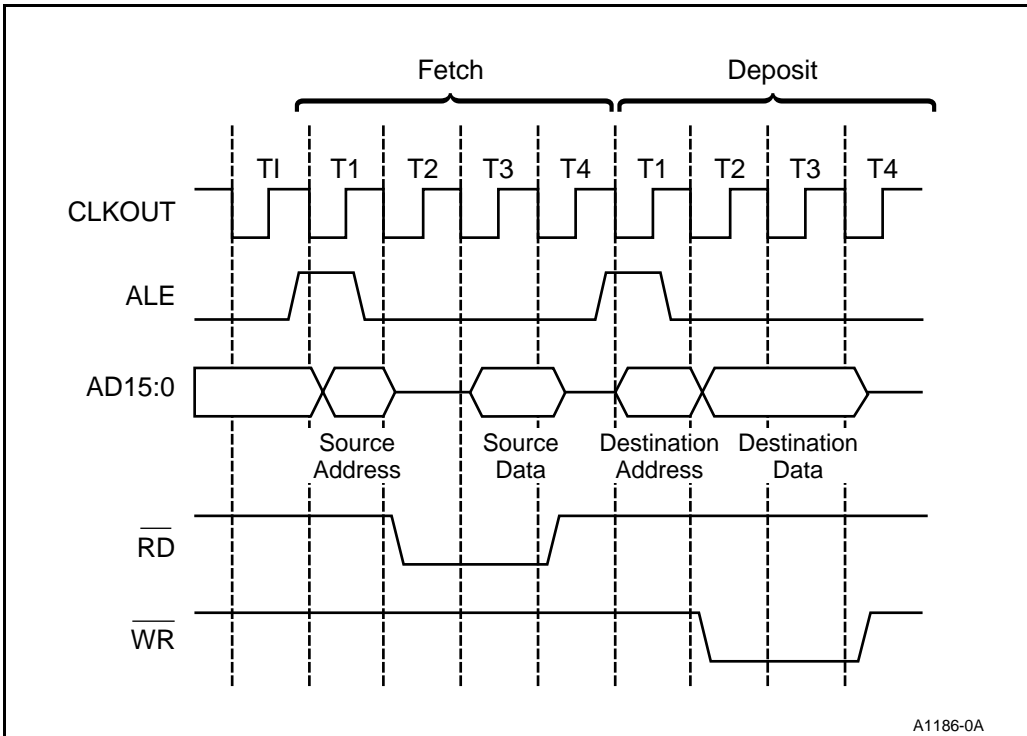 Fetch Deposit
TI T1 T2 T3 T4 T1 T2 T3 T4
CLKOUT
ALE
AD15:0
Source Address
Source Data
Destination Address
Destination Data
RD
WR
A1186-0A